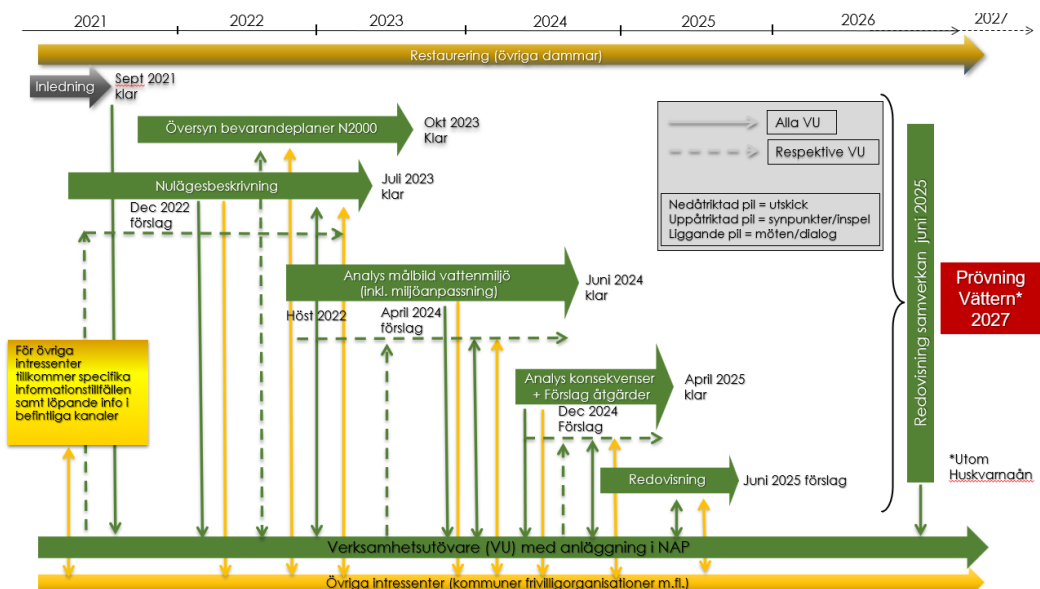 2021
2022
2023
2024
2025
2026
2027
Restaurering (övriga dammar)
Inledning
Sept 2021
klar
Översyn bevarandeplaner N2000
Okt 2023
Klar
Nulägesbeskrivning
Juli 2023
klar
Dec 2022
förslag
Alla VU
Respektive VU
Nedåtriktad pil = utskick
Uppåtriktad pil = synpunkter/inspel
Liggande pil = möten/dialog
Analys målbild vattenmiljö
(inkl. miljöanpassning)
Juni 2024
klar
Höst 2022
April 2024
förslag
För övriga
intressenter
tillkommer specifika
informationstillfällen
samt löpande info i
befintliga kanaler
Analys konsekvenser
+ Förslag åtgärder
April 2025
klar
Dec 2024
Förslag
Redovisning
Juni 2025 förslag
Redovisning samverkan juni 2025
Prövning
Vättern*
2027
*Utom
Huskvarnaån
Verksamhetsutövare (VU) med anläggning i NAP
Övriga intressenter (kommuner frivilligorganisationer m.fl.)